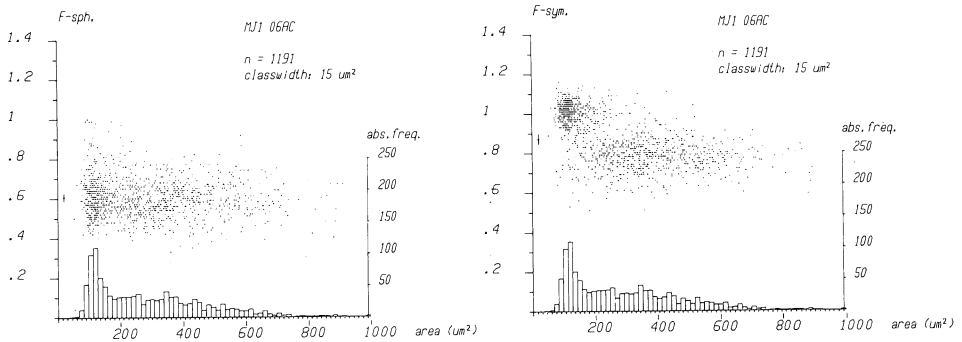 F-sph.
MJ1 06AC
n = 1191
classwidth: 15 um²
1.4
1.2
1
.8
.6
.4
.2
abs.freq.
250
200
150
100
50
200
400
600
800
1000
area (um²)
F-sym.
MJ1 06AC
n = 1191
classwidth: 15 um²
1.4
1.2
1
.8
.6
.4
.2
abs.freq.
250
200
150
100
50
200
400
600
800
1000
area (um²)